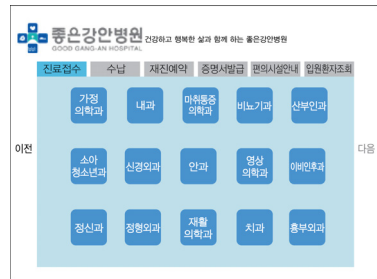 좋은강안병원 건강하고 행복한 삶과 함께 하는 좋은강안병원
GOOD GANG-AN HOSPITAL
진료접수 수납 재진예약 증명서발급 편의시설안내 입원환자조회
가정
의학과
내과
마취통증
의학과
비뇨기과
산부인과
이전
소아
청소년과
신경외과
안과
영상
의학과
이비인후과
다음
정신과
정형외과
재활
의학과
치과
흉부외과